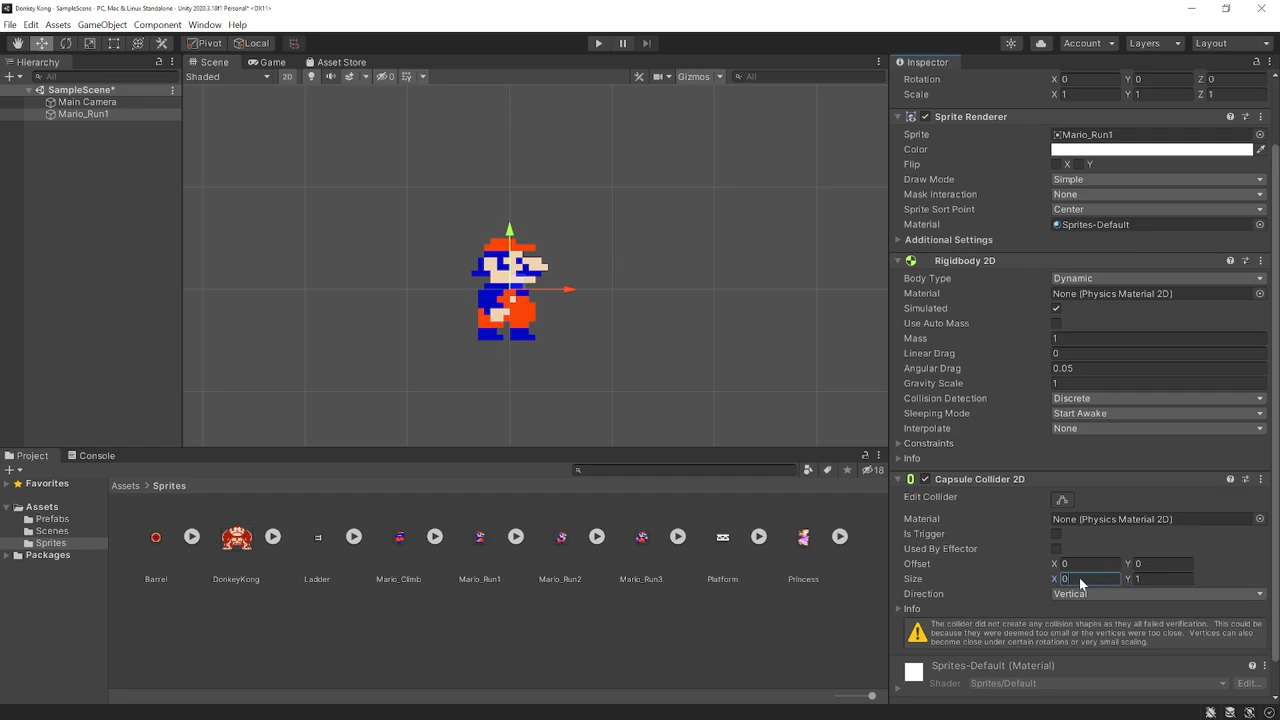 Donkey Kong - SampleScene - PC, Mac & Linux Standalone - Unity 2020.3.18f1 Personal* <DX11>
File Edit Assets GameObject Component Window Help
Pivot Local Account Layers Layout
Hierarchy Scene Game Asset Store Inspector
All Shaded 2D 0 Gizmos All
Rotation X 0 Y 0 Z 0
SampleScene*
Scale X 1 Y 1 Z 1
Main Camera
Mario_Run1
Sprite Renderer
Sprite Mario_Run1
Color
Flip X Y
Draw Mode Simple
Mask Interaction None
Sprite Sort Point Center
Material Sprites-Default
Additional Settings
Rigidbody 2D
Body Type Dynamic
Material None (Physics Material 2D)
Simulated
Use Auto Mass
Mass 1
Linear Drag 0
Angular Drag 0.05
Gravity Scale 1
Collision Detection Discrete
Sleeping Mode Start Awake
Interpolate None
Constraints
Info
Project Console
18
Capsule Collider 2D
Favorites Assets > Sprites
Edit Collider
Assets
Prefabs
Scenes
Sprites
Packages
Material None (Physics Material 2D)
Is Trigger
Used By Effector
Offset X 0 Y 0
Size X 0 Y 1
Direction Vertical
Info
Barrel DonkeyKong Ladder Mario_Climb Mario_Run1 Mario_Run2 Mario_Run3 Platform Princess
The collider did not create any collision shapes as they all failed verification. This could be
because they were deemed too small or the vertices were too close. Vertices can also
become close under certain rotations or very small scaling.
Sprites-Default (Material)
Shader Sprites/Default Edit...